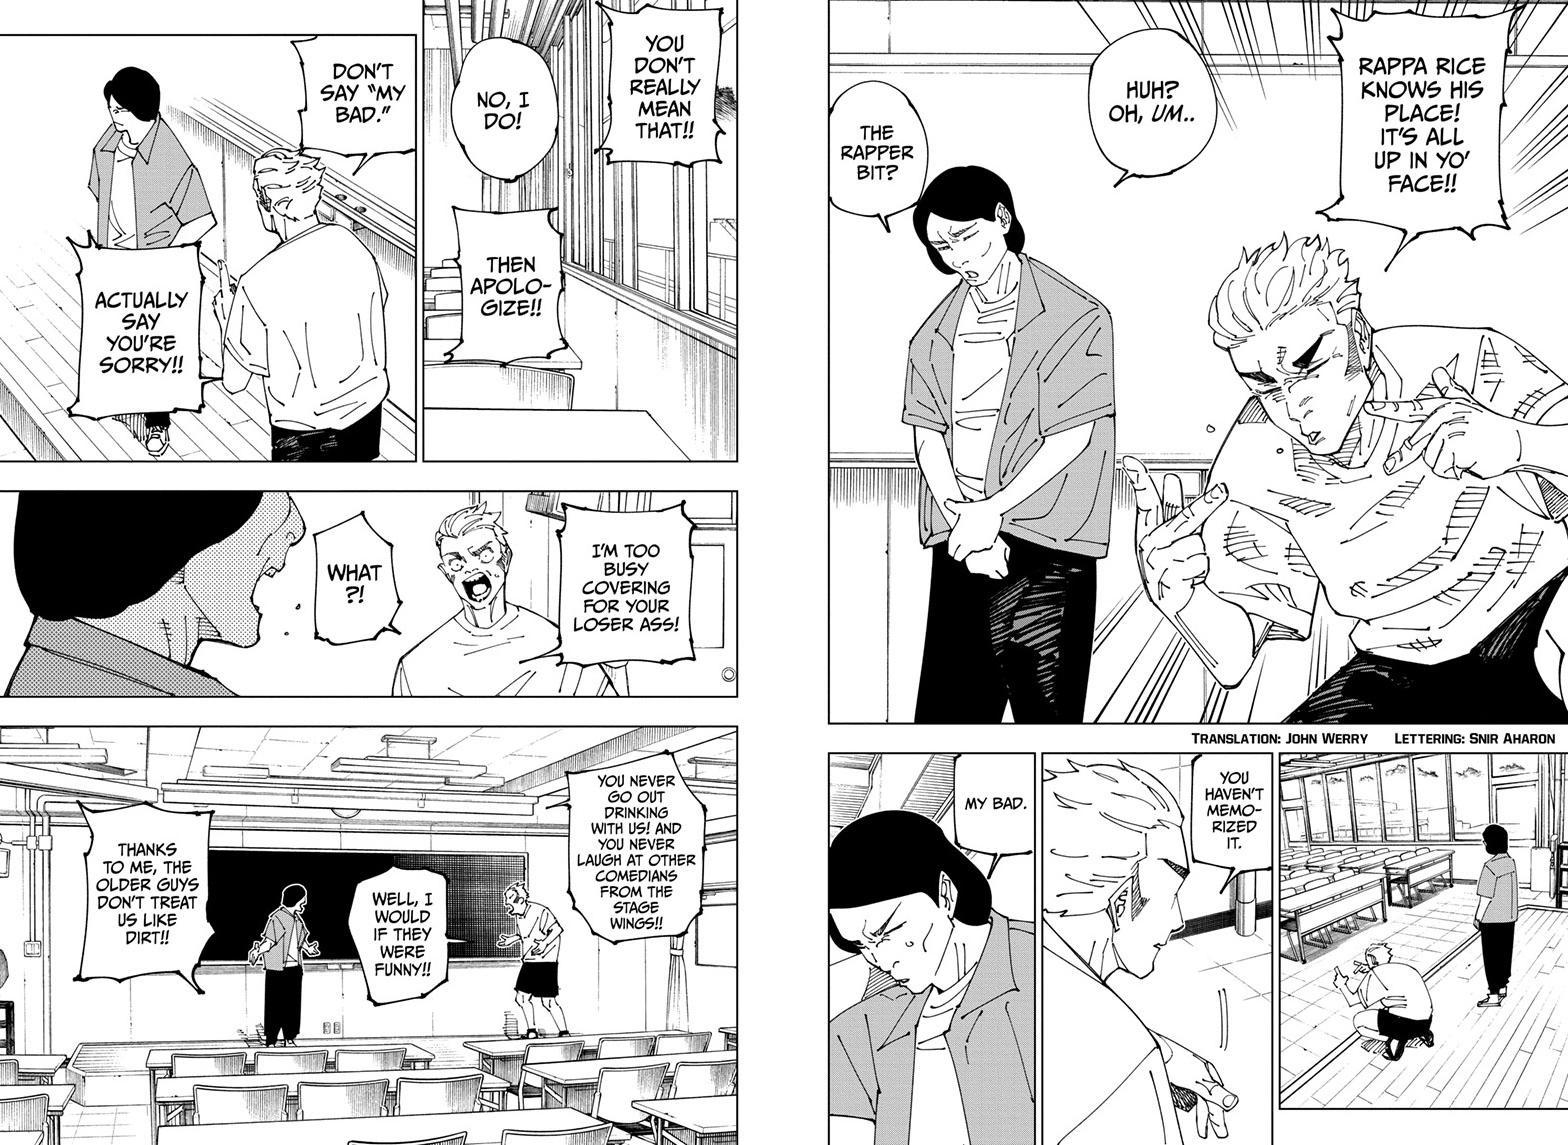 RAPPA RICE
KNOWS HIS
PLACE!
IT'S ALL
UP IN YO'
FACE!!
HUH?
OH, UM..
THE
RAPPER
BIT?
TRANSLATION: JOHN WERRY
LETTERING: SNIR AHARON
YOU
HAVEN'T
MEMO-
RIZED
IT.
MY BAD.
YOU
DON'T
REALLY
MEAN
THAT!!
NO, I
DO!
THEN
APOLO-
GIZE!!
DON'T
SAY "MY
BAD."
ACTUALLY
SAY
YOU'RE
SORRY!!
I'M TOO
BUSY
COVERING
FOR YOUR
LOSER ASS!
WHAT
?!
YOU NEVER
GO OUT
DRINKING
WITH US! AND
YOU NEVER
LAUGH AT OTHER
COMEDIANS
FROM THE
STAGE
WINGS!!
WELL, I
WOULD
IF THEY
WERE
FUNNY!!
THANKS
TO ME, THE
OLDER GUYS
DON'T TREAT
US LIKE
DIRT!!